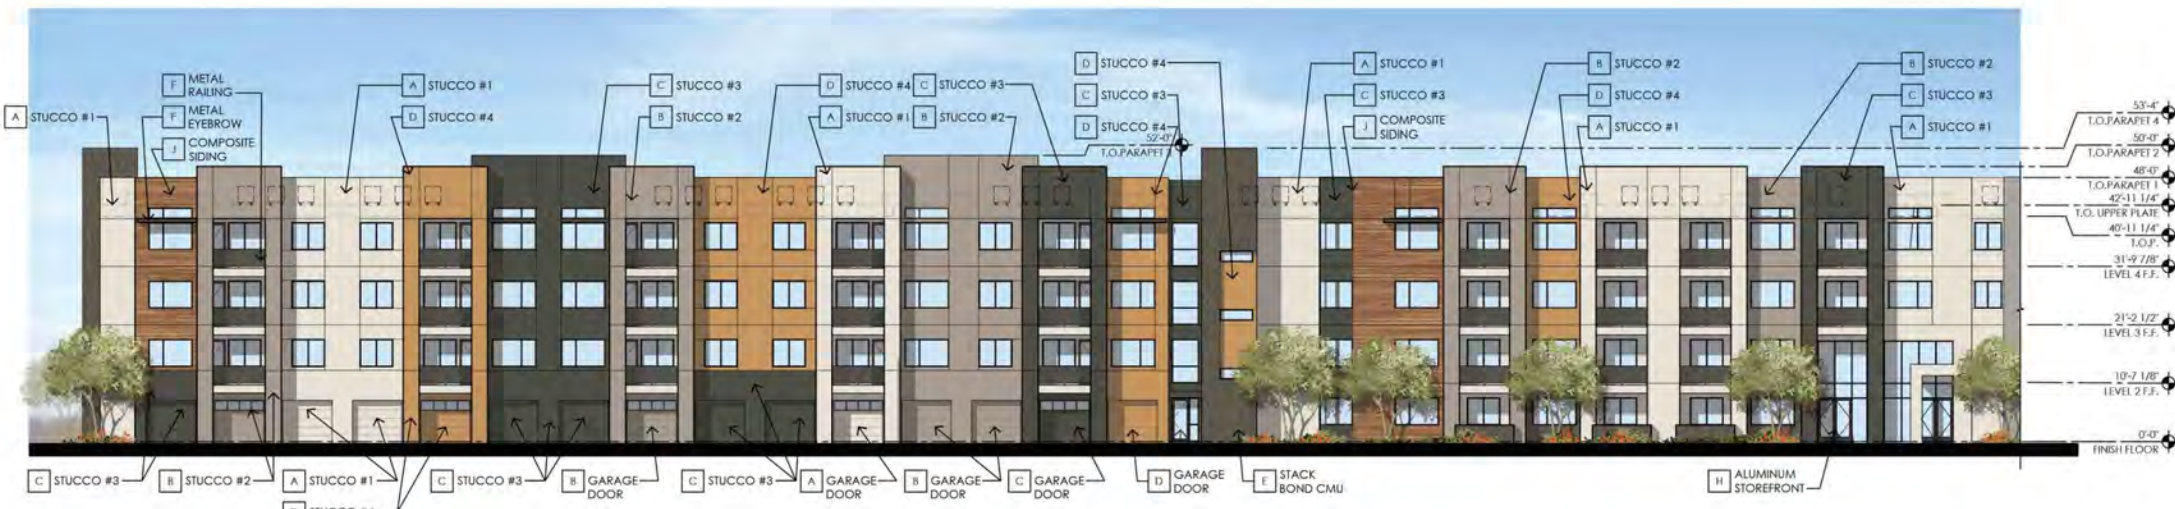 F METAL
RAILING
F METAL
EYEBROW
J COMPOSITE
SIDING
A STUCCO #1
A STUCCO #1
D STUCCO #4
C STUCCO #3
B STUCCO #2
D STUCCO #4
A STUCCO #1
C STUCCO #3
B STUCCO #2
D STUCCO #4
C STUCCO #3
D STUCCO #4
52'-0"
T.O.PARAPET
A STUCCO #1
C STUCCO #3
J COMPOSITE
SIDING
B STUCCO #2
D STUCCO #4
A STUCCO #1
B STUCCO #2
C STUCCO #3
A STUCCO #1
53'-4"
T.O.PARAPET 4
50'-0"
T.O.PARAPET 2
48'-0"
T.O.PARAPET 1
42'-11 1/4"
T.O. UPPER PLATE
40'-11 1/4"
T.O.P.
31'-9 7/8"
LEVEL 4 F.F.
21'-2 1/2"
LEVEL 3 F.F.
10'-7 1/8"
LEVEL 2 F.F.
0'-0"
FINISH FLOOR
C STUCCO #3
B STUCCO #2
A STUCCO #1
C STUCCO #3
B GARAGE
DOOR
C STUCCO #3
A GARAGE
DOOR
B GARAGE
DOOR
C GARAGE
DOOR
D GARAGE
DOOR
E STACK
BOND CMU
H ALUMINUM
STOREFRONT